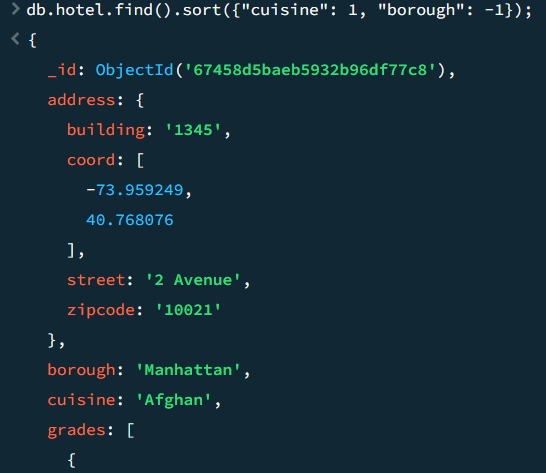 > db.hotel.find().sort({"cuisine": 1, "borough": -1});
< {
_id: ObjectId('67458d5baeb5932b96df77c8'),
address: {
building: '1345',
coord: [
-73.959249,
40.768076
],
street: '2 Avenue',
zipcode: '10021'
},
borough: 'Manhattan',
cuisine: 'Afghan',
grades: [
{